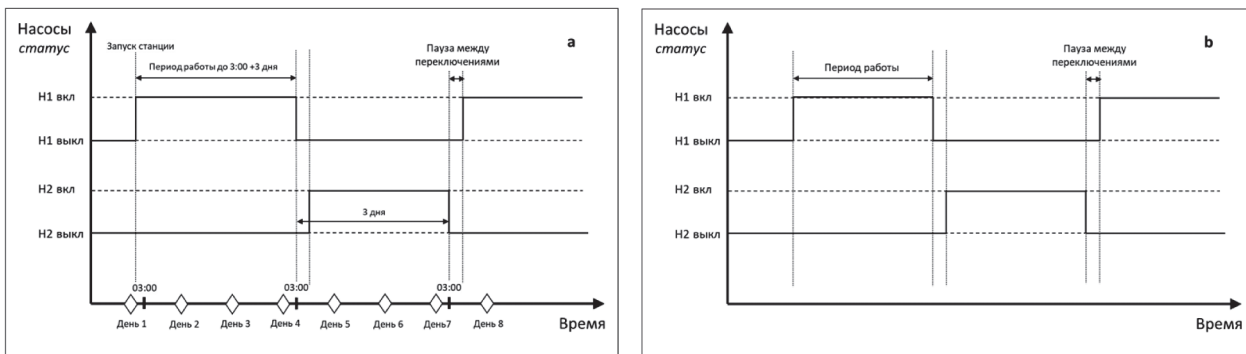 Насосы
статус
a
Запуск станции
Период работы до 3:00 +3 дня
Пауза между
переключениями
Н1 вкл
Н1 выкл
Н2 вкл
3 дня
Н2 выкл
03:00
03:00
03:00
День 1
День 2
День 3
День 4
День 5
День 6
День7
День 8
Время
Насосы
статус
b
Пауза между
переключениями
Период работы
Н1 вкл
Н1 выкл
Н2 вкл
Н2 выкл
Время